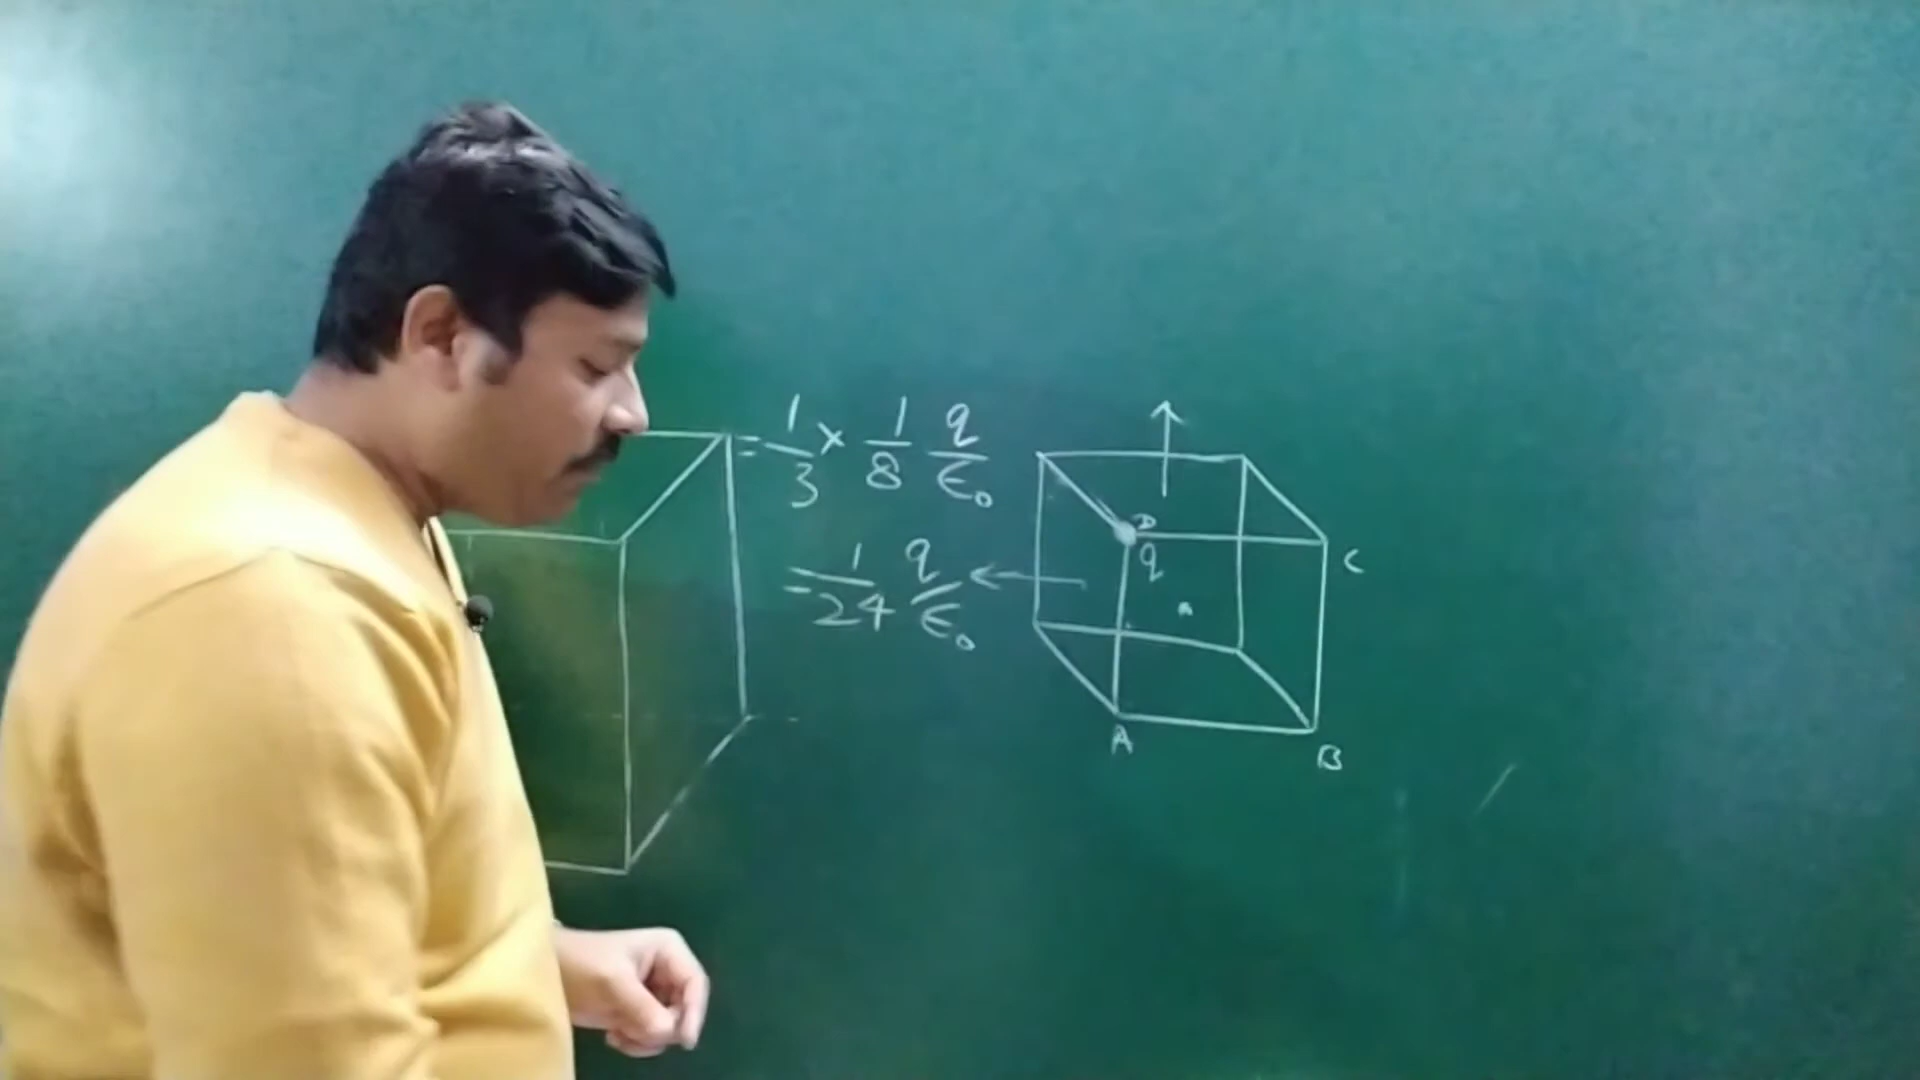 = 1/3 × 1/8 q/ε₀
= 1/24 q/ε₀
D
q
C
A
B